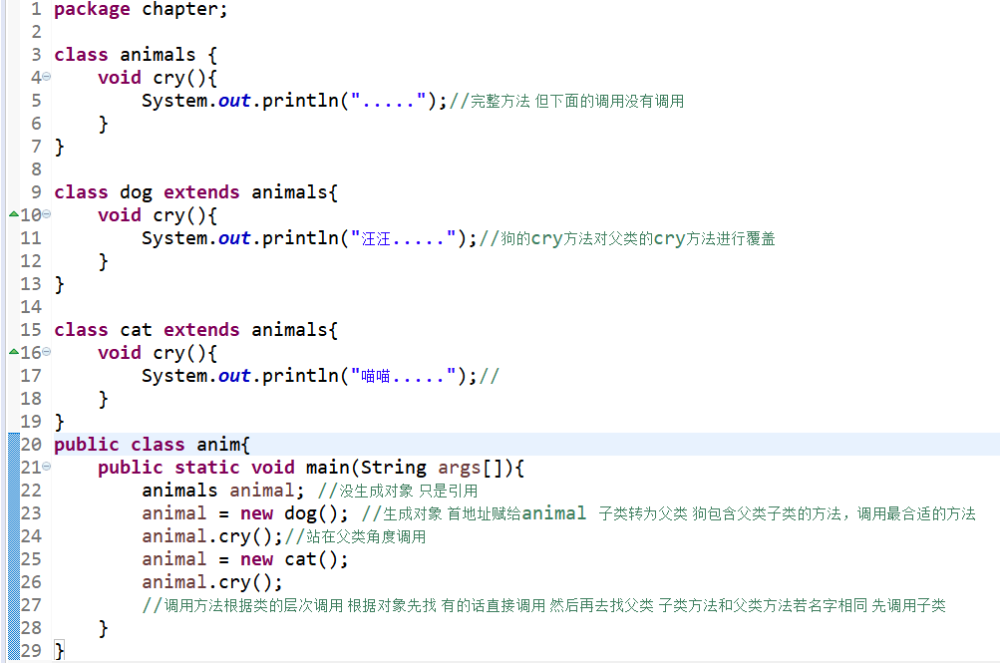 1 package chapter;
2
3 class animals {
4 void cry(){
5 System.out.println(".....");//完整方法 但下面的调用没有调用
6 }
7 }
8
9 class dog extends animals{
10 void cry(){
11 System.out.println("汪汪.....");//狗的cry方法对父类的cry方法进行覆盖
12 }
13 }
14
15 class cat extends animals{
16 void cry(){
17 System.out.println("喵喵.....");//
18 }
19 }
20 public class anim{
21 public static void main(String args[]){
22 animals animal; //没生成对象 只是引用
23 animal = new dog(); //生成对象 首地址赋给animal 子类转为父类 狗包含父类子类的方法，调用最合适的方法
24 animal.cry();//站在父类角度调用
25 animal = new cat();
26 animal.cry();
27 //调用方法根据类的层次调用 根据对象先找 有的话直接调用 然后再去找父类 子类方法和父类方法若名字相同 先调用子类
28 }
29 }